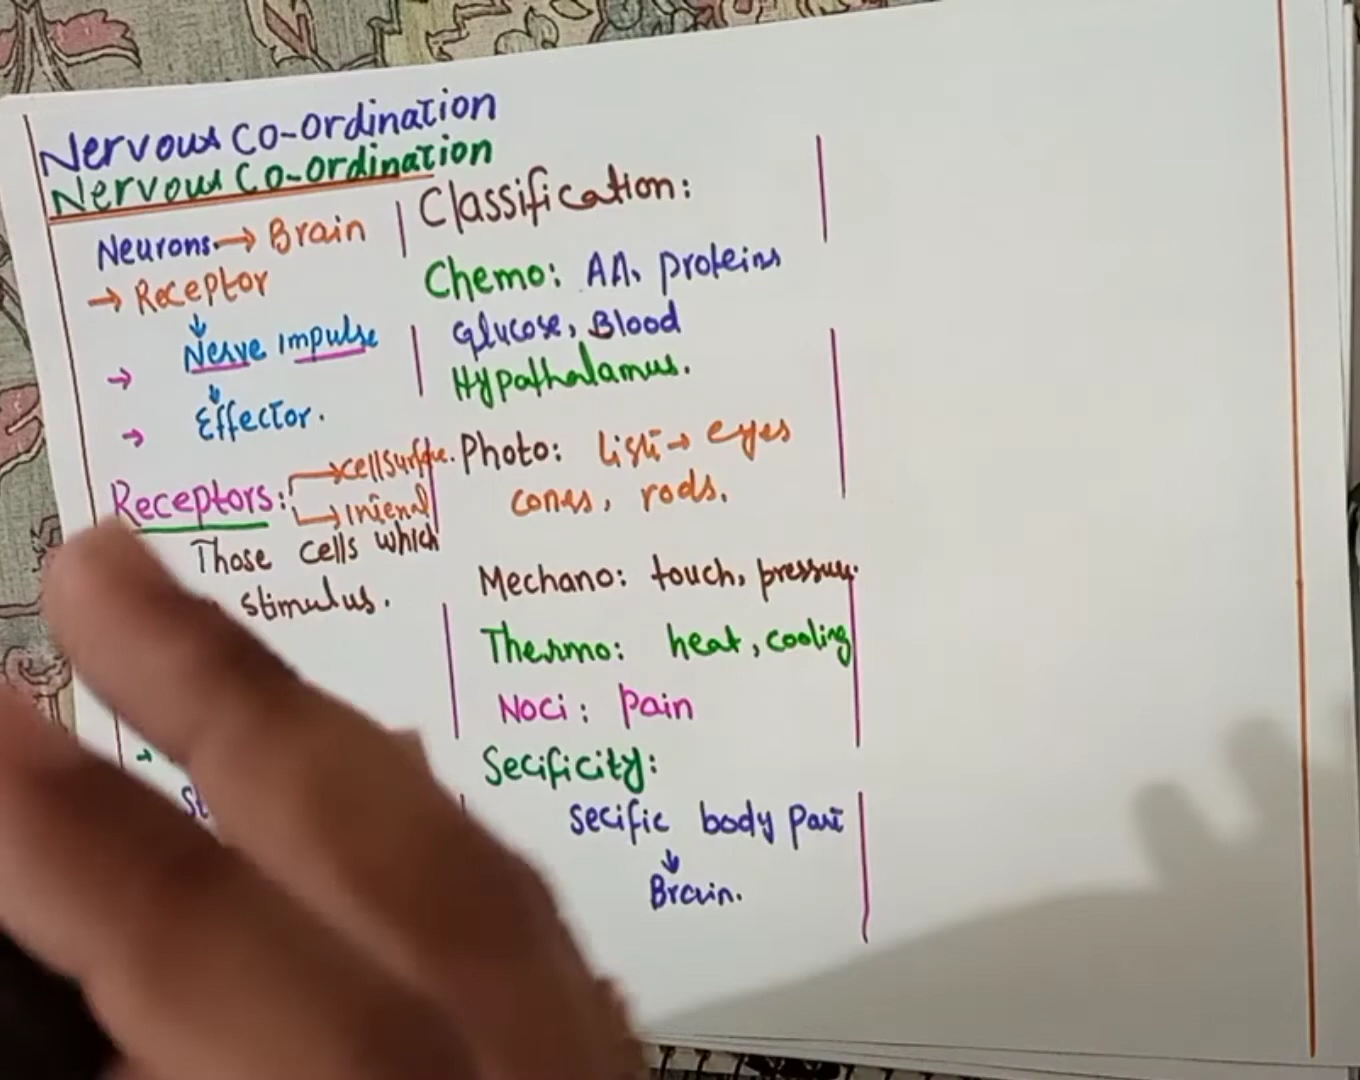 Nervous Co-ordination
Nervous Co-ordination
Neurons → Brain
→ Receptor
↓
→ Nerve impulse
↓
→ Effector.
Receptors: → cell surface.
→ internal
Those cells which
stimulus.
→
St
Classification:
Chemo: AA, proteins
Glucose, Blood
Hypathalamus.
Photo: light → eyes
cones, rods.
Mechano: touch, pressure.
Thermo: heat, cooling
Noci: Pain
Secificity:
Secific body Part
↓
Brain.